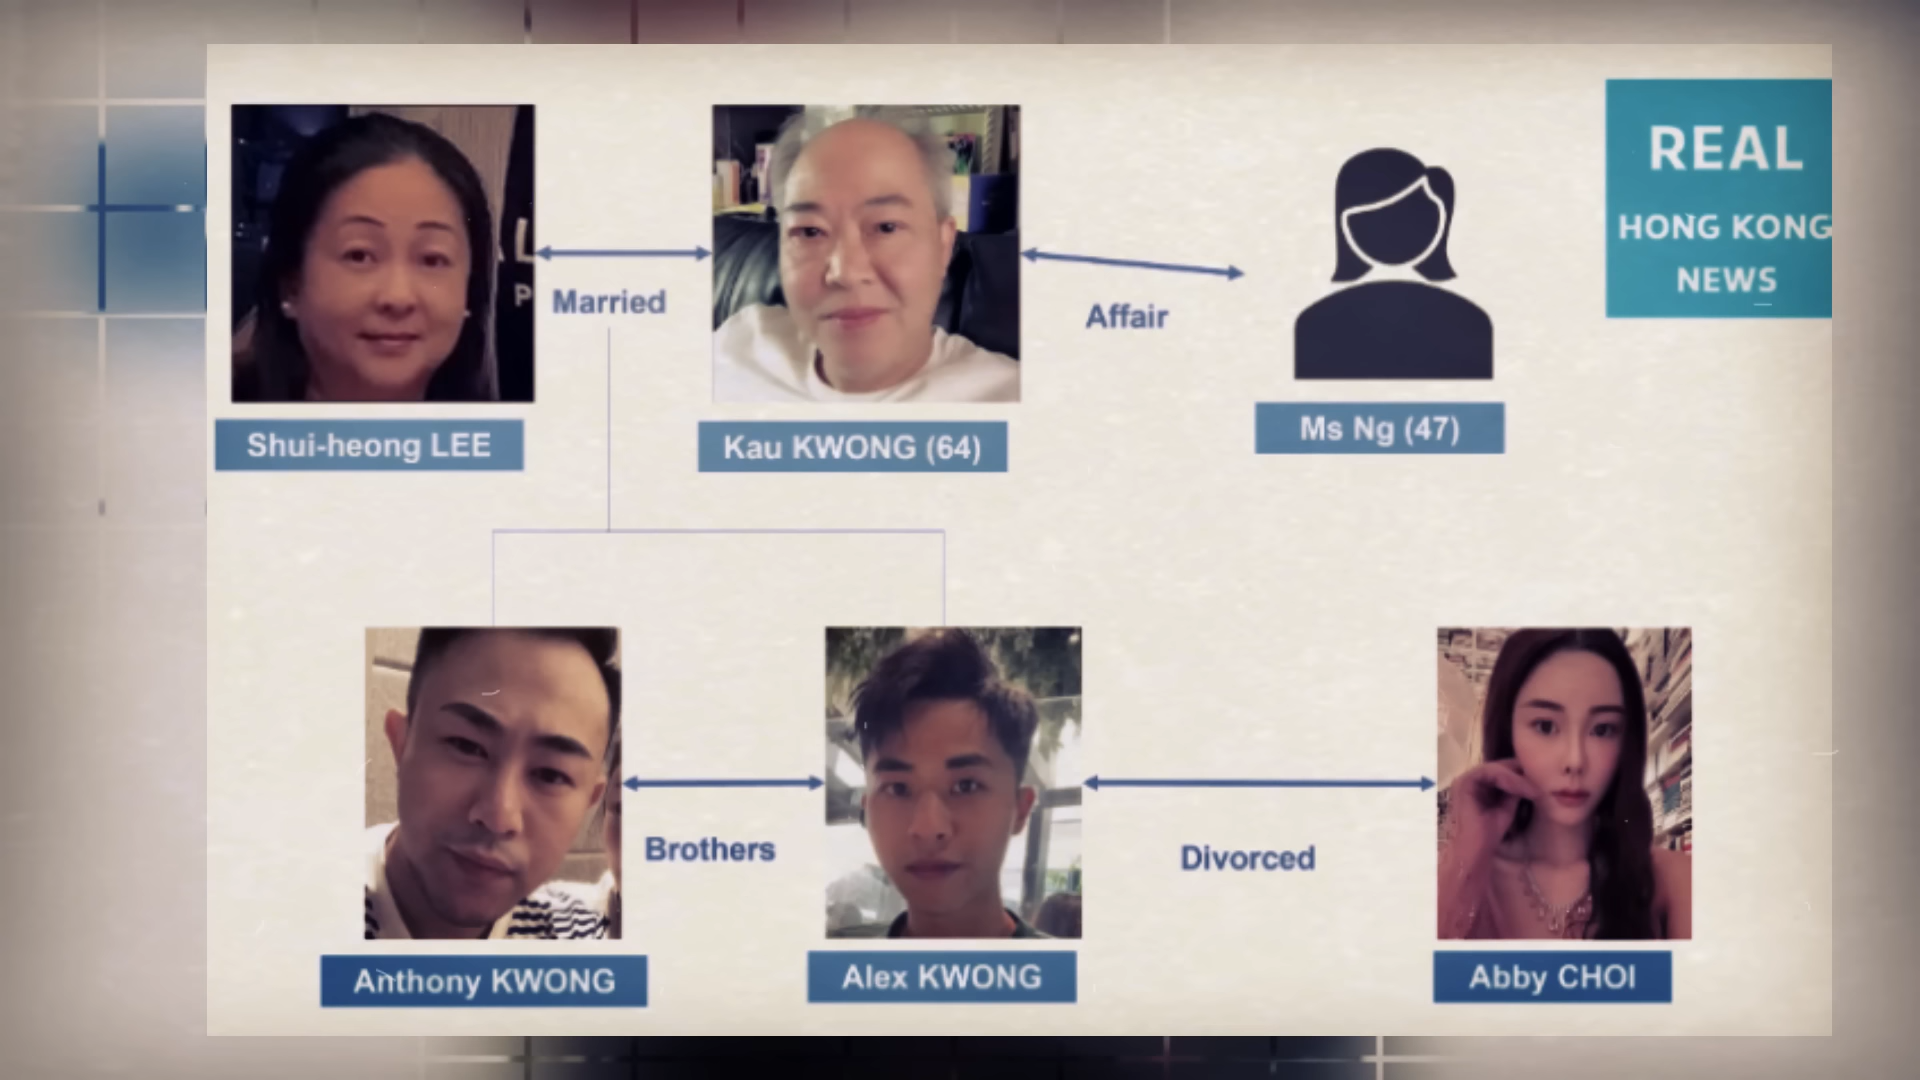 REAL
HONG KONG
NEWS
L
P
Married
Affair
Shui-heong LEE
Kau KWONG (64)
Ms Ng (47)
Brothers
Divorced
Anthony KWONG
Alex KWONG
Abby CHOI